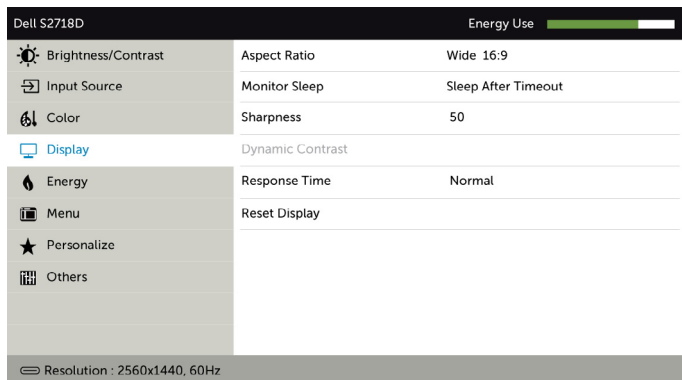 Dell S2718D Energy Use
Brightness/Contrast Aspect Ratio Wide 16:9
Input Source Monitor Sleep Sleep After Timeout
Color Sharpness 50
Display Dynamic Contrast
Energy Response Time Normal
Menu Reset Display
Personalize
Others
Resolution : 2560x1440, 60Hz